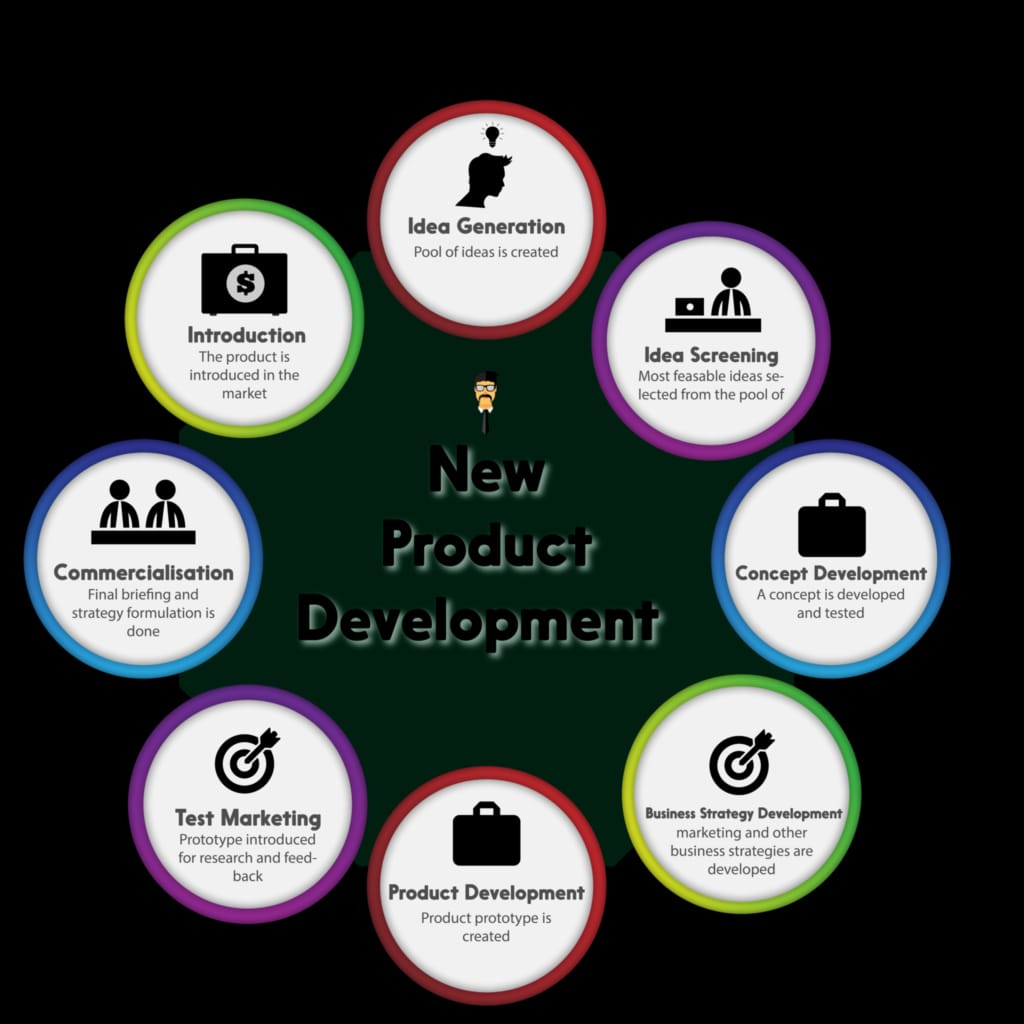 Idea Generation
Pool of ideas is created
Idea Screening
Most feasable ideas se-
lected from the pool of
Concept Development
A concept is developed
and tested
Business Strategy Development
marketing and other
business strategies are
developed
Product Development
Product prototype is
created
Test Marketing
Prototype introduced
for research and feed-
back
Commercialisation
Final briefing and
strategy formulation is
done
Introduction
The product is
introduced in the
market
$
New
Product
Development